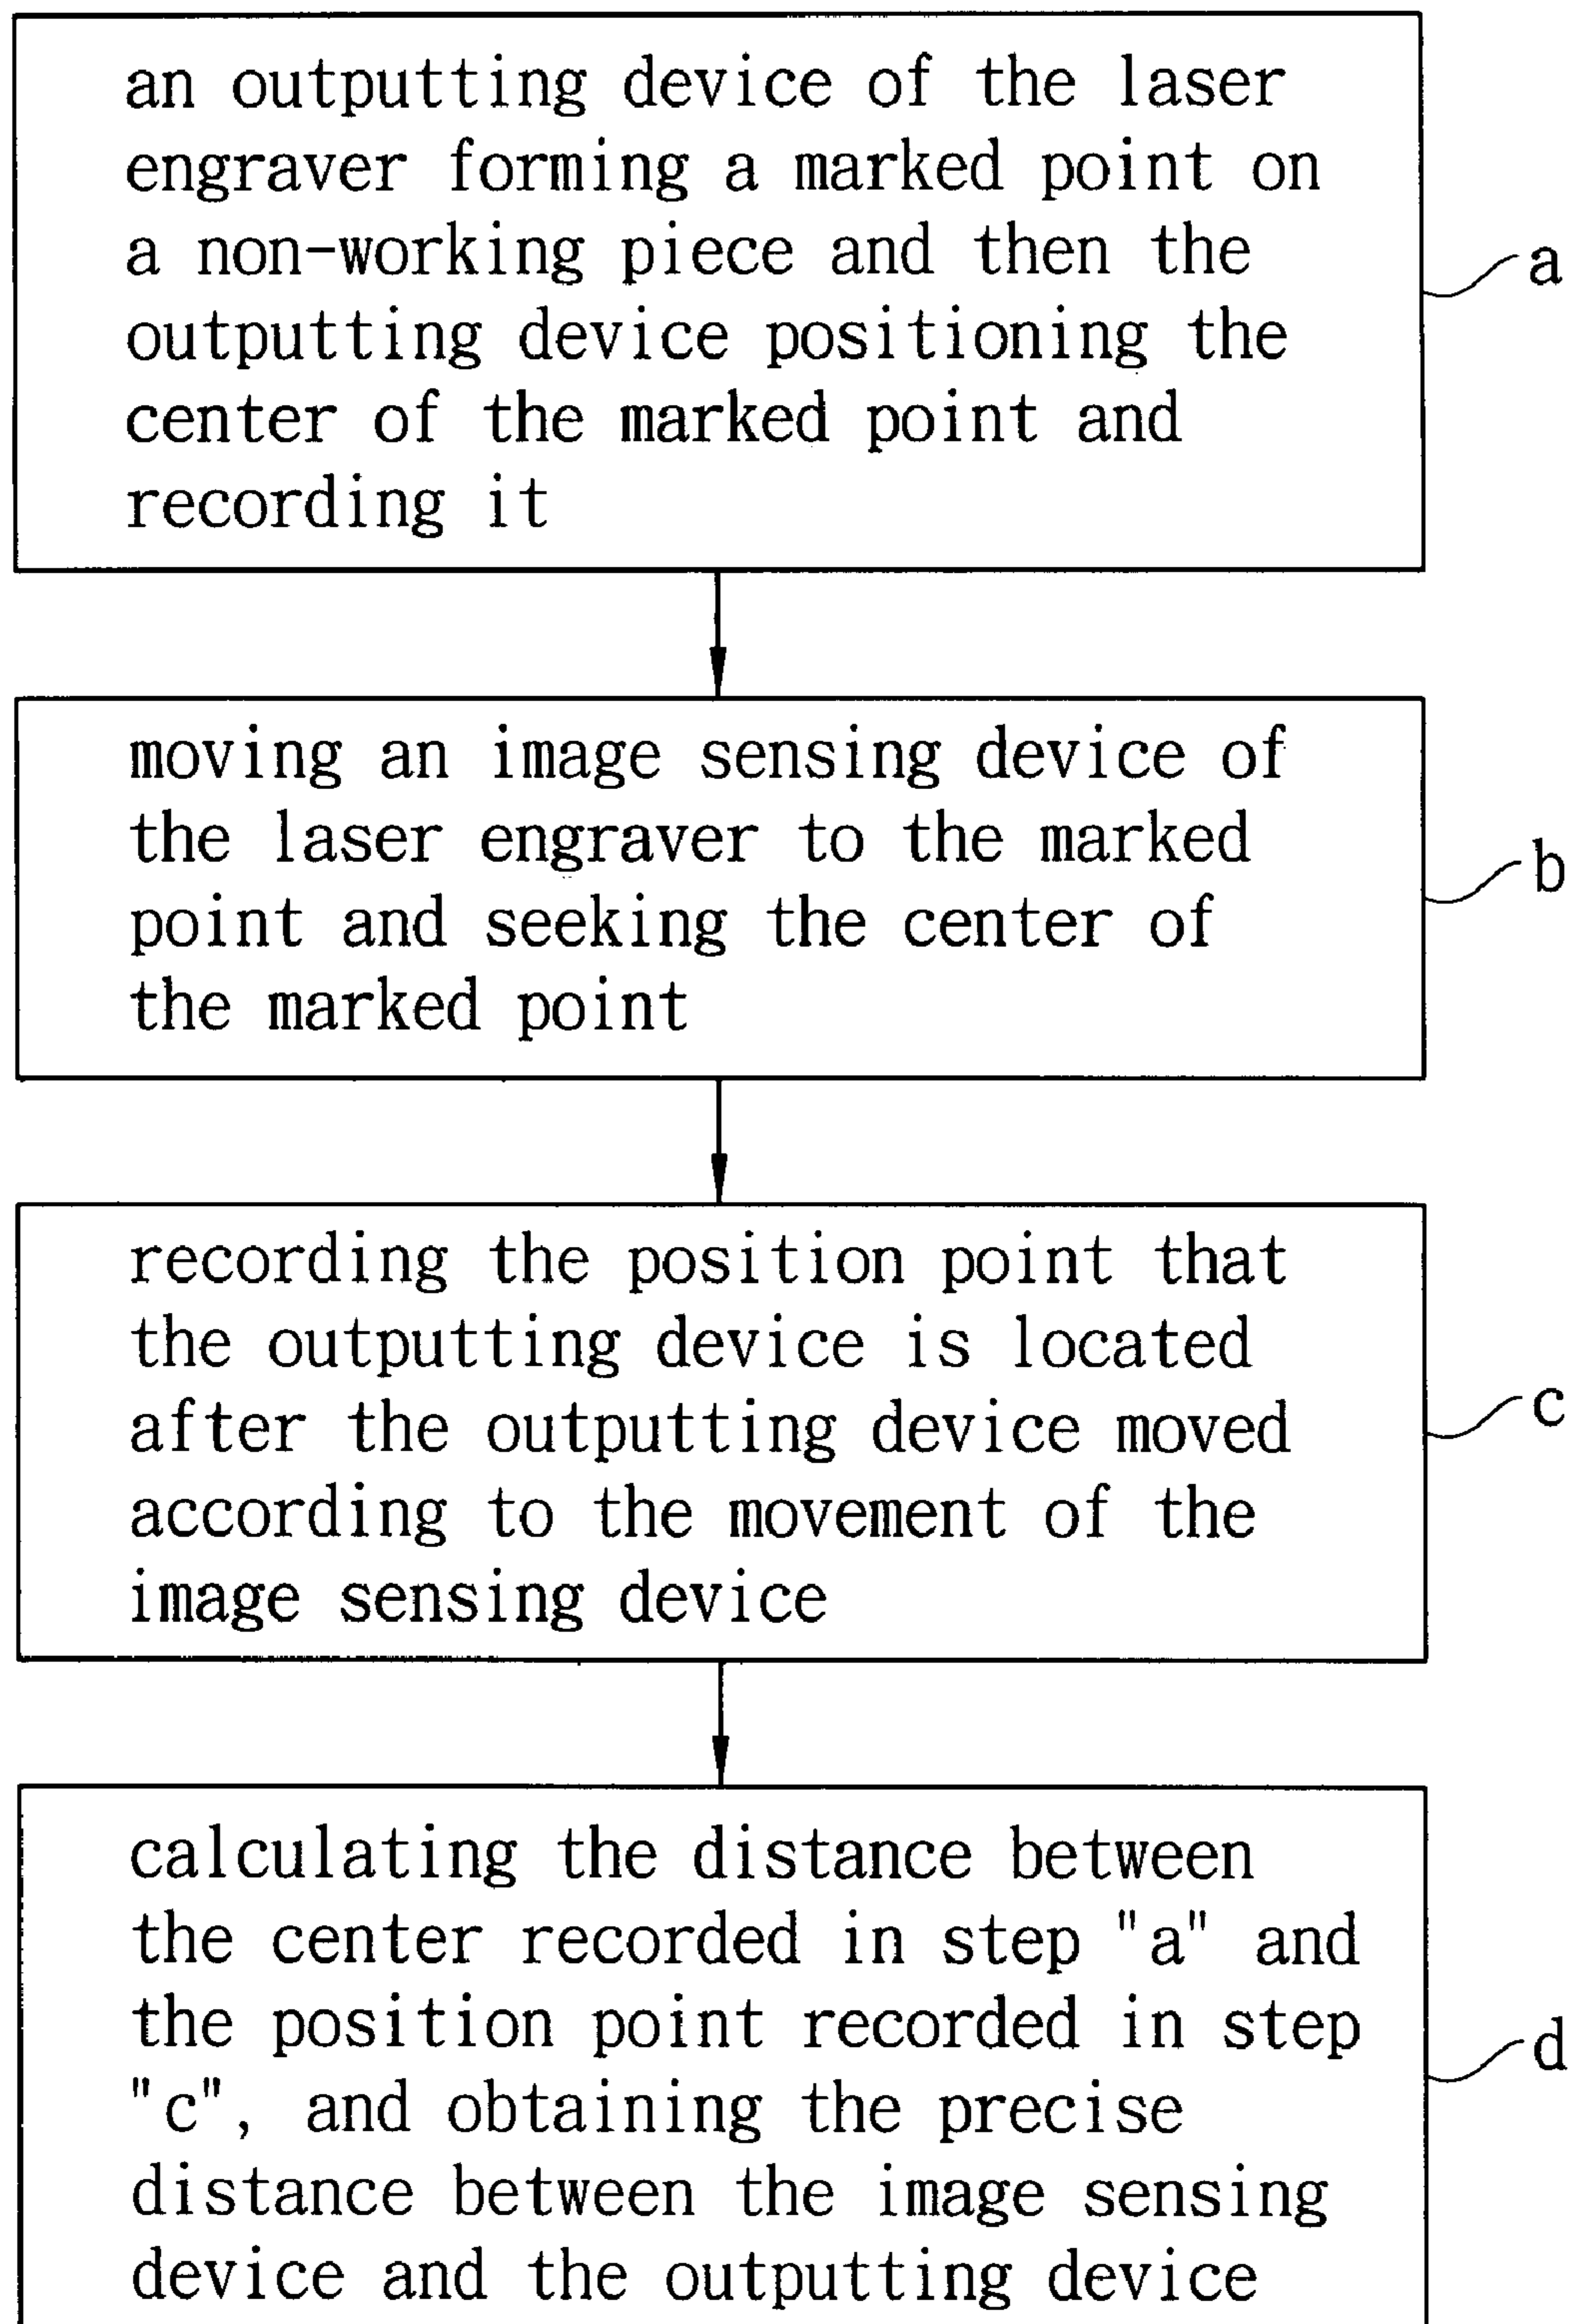 an outputting device of the laser
engraver forming a marked point on
a non-working piece and then the
outputting device positioning the
center of the marked point and
recording it
a
moving an image sensing device of
the laser engraver to the marked
point and seeking the center of
the marked point
b
recording the position point that
the outputting device is located
after the outputting device moved
according to the movement of the
image sensing device
c
calculating the distance between
the center recorded in step "a" and
the position point recorded in step
"c", and obtaining the precise
distance between the image sensing
device and the outputting device
d